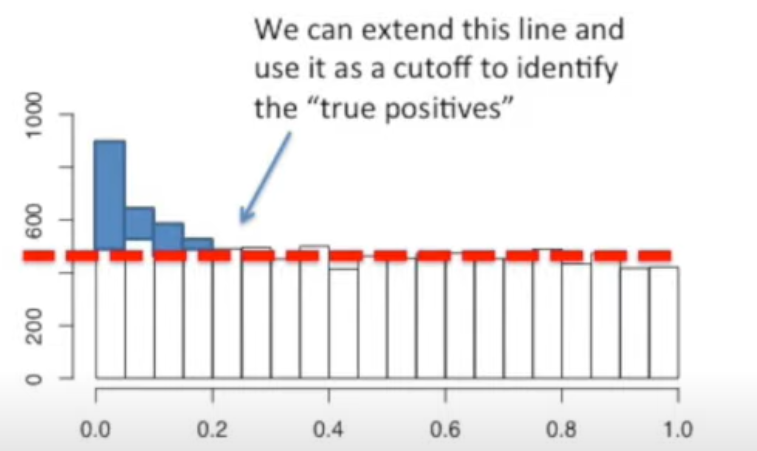 We can extend this line and
use it as a cutoff to identify
the “true positives”
1000
600
200
0
0.0 0.2 0.4 0.6 0.8 1.0